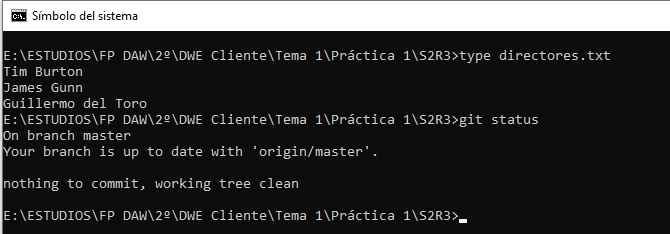 Símbolo del sistema
E:\ESTUDIOS\FP DAW\2º\DWE Cliente\Tema 1\Práctica 1\S2R3>type directores.txt
Tim Burton
James Gunn
Guillermo del Toro
E:\ESTUDIOS\FP DAW\2º\DWE Cliente\Tema 1\Práctica 1\S2R3>git status
On branch master
Your branch is up to date with 'origin/master'.
nothing to commit, working tree clean
E:\ESTUDIOS\FP DAW\2º\DWE Cliente\Tema 1\Práctica 1\S2R3>